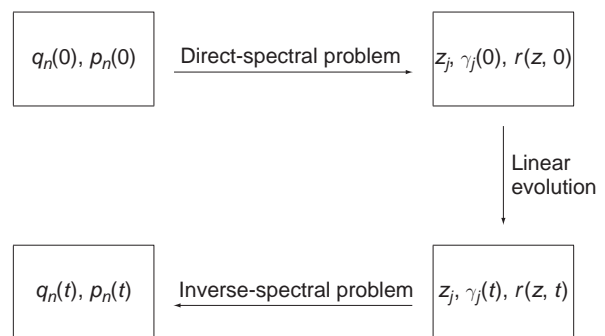 qₙ(0), pₙ(0)
Direct-spectral problem
zⱼ, γⱼ(0), r(z, 0)
Linear
evolution
qₙ(t), pₙ(t)
Inverse-spectral problem
zⱼ, γⱼ(t), r(z, t)